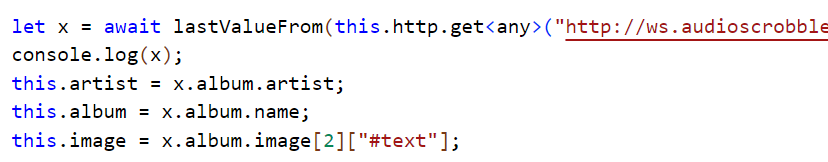 let x = await lastValueFrom(this.http.get<any>("http://ws.audioscrobble
console.log(x);
this.artist = x.album.artist;
this.album = x.album.name;
this.image = x.album.image[2]["#text"];